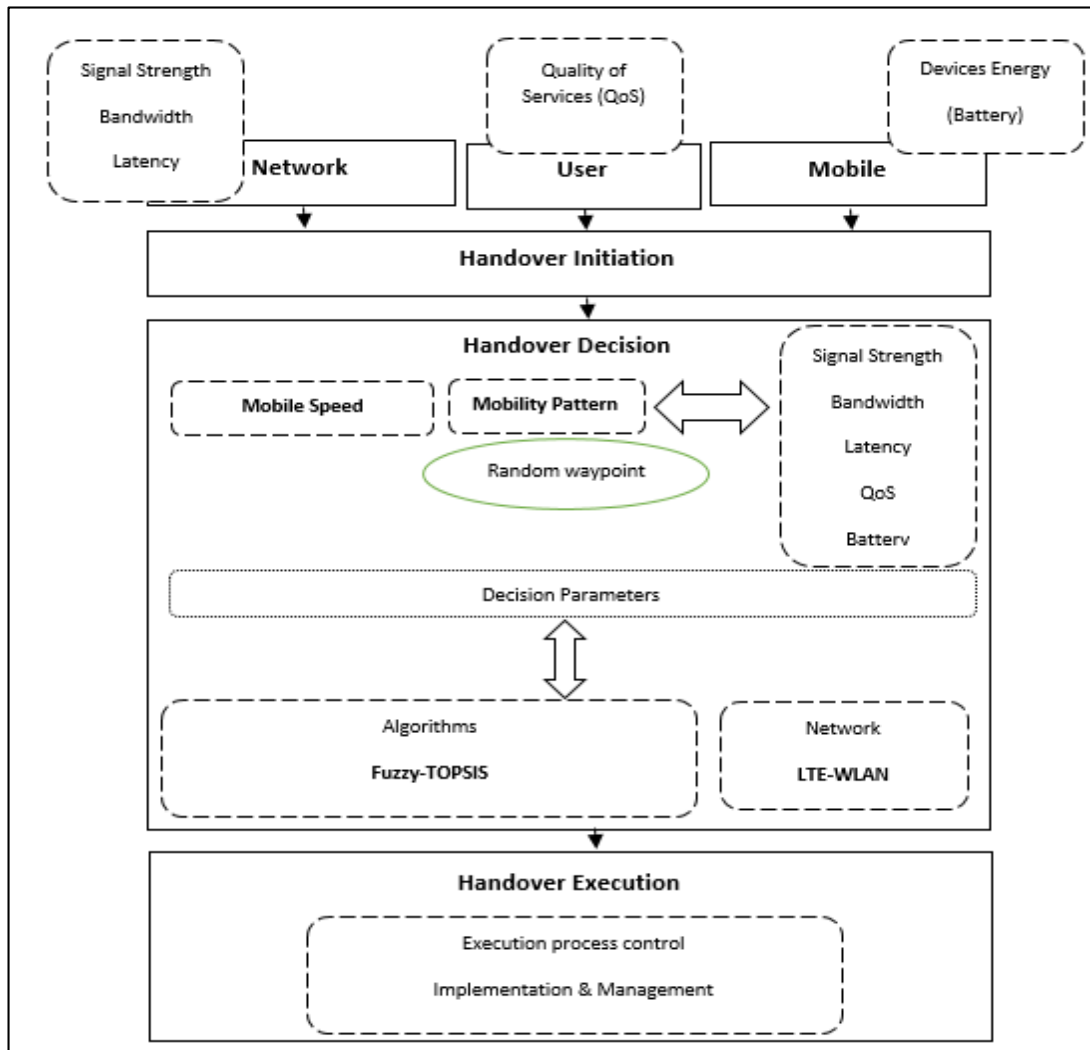 Signal Strength
Bandwidth
Latency
Quality of
Services (QoS)
Devices Energy
(Battery)
Network
User
Mobile
Handover Initiation
Handover Decision
Mobile Speed
Mobility Pattern
Random waypoint
Signal Strength
Bandwidth
Latency
QoS
Battery
Decision Parameters
Algorithms
Fuzzy-TOPSIS
Network
LTE-WLAN
Handover Execution
Execution process control
Implementation & Management